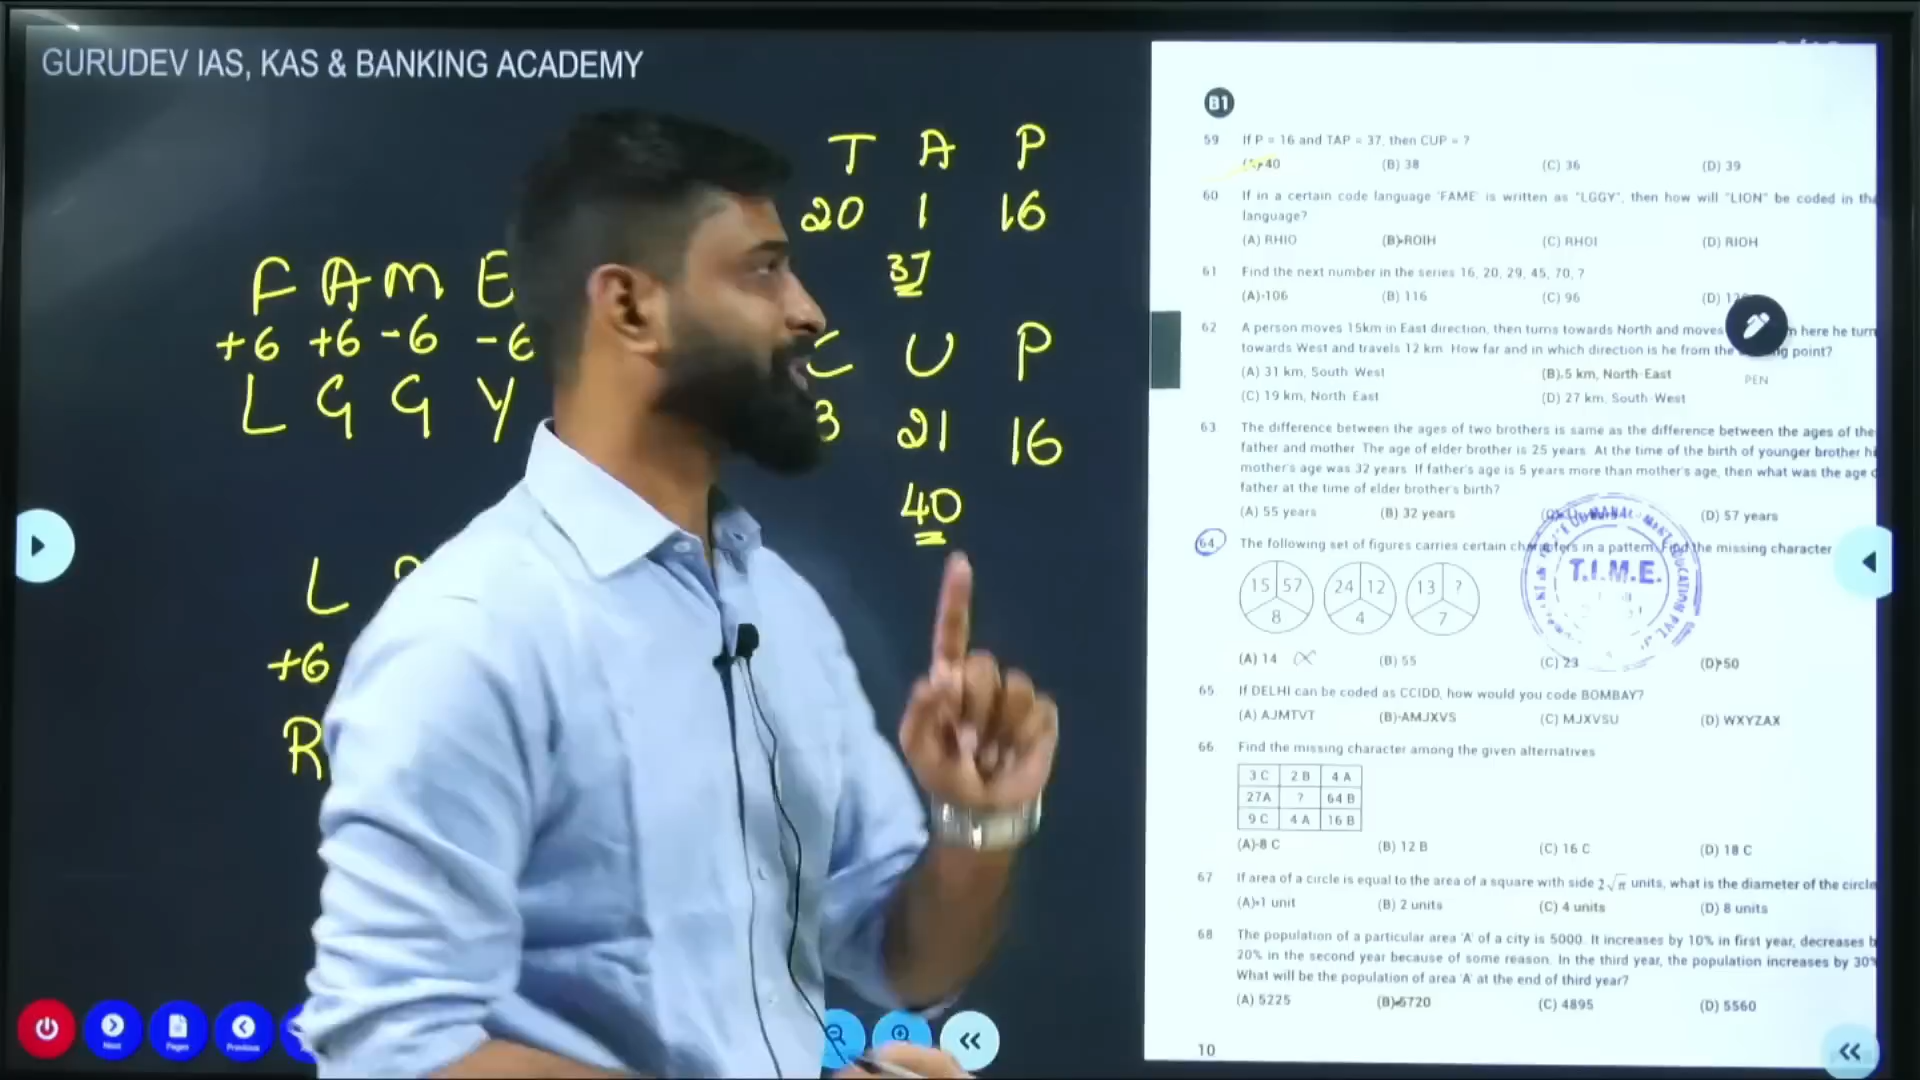 GURUDEV IAS, KAS & BANKING ACADEMY
T A P
20 1 16
37
F A M E
+6 +6 -6 -6
L G G Y
C U P
3 21 16
40
L
+6
R
Next
Pages
Previous
B1
59 If P = 16 and TAP = 37, then CUP = ?
40 (B) 38 (C) 36 (D) 39
60 If in a certain code language 'FAME' is written as "LGGY", then how will "LION" be coded in
language?
(A) RHIO (B) ROIH (C) RHOI (D) RIOH
61 Find the next number in the series 16, 20, 29, 45, 70, ?
(A) 106 (B) 116 (C) 96 (D)
62 A person moves 15km in East direction, then turns towards North and moves here he turn
towards West and travels 12 km. How far and in which direction is he from the point?
PEN
(A) 31 km, South-West (B) 5 km, North-East
(C) 19 km, North East (D) 27 km, South-West
63 The difference between the ages of two brothers is same as the difference between the ages of the
father and mother. The age of elder brother is 25 years. At the time of the birth of younger brother
mother's age was 32 years. If father's age is 5 years more than mother's age, then what was the age
father at the time of elder brother's birth?
(A) 55 years (B) 32 years (D) 57 years
64 The following set of figures carries certain characters in a pattern. Find the missing character
15 57 24 12 13 ?
8 4 7
T.I.M.E.
(A) 14 (B) 55 (C) 23 (D) 50
65 If DELHI can be coded as CCIDD, how would you code BOMBAY?
(A) AJMTVT (B) AMJXVS (C) MJXVSU (D) WXYZAX
66 Find the missing character among the given alternatives
3 C 2 B 4 A
27A ? 64 B
9 C 4 A 16 B
(A) 8 C (B) 12 B (C) 16 C (D) 18 C
67 If area of a circle is equal to the area of a square with side 2√π units, what is the diameter of the circle
(A) 1 unit (B) 2 units (C) 4 units (D) 8 units
68 The population of a particular area 'A' of a city is 5000. It increases by 10% in first year, decreases
20% in the second year because of some reason. In the third year, the population increases by 30%
What will be the population of area 'A' at the end of third year?
(A) 5225 (B) 5720 (C) 4895 (D) 5560
10